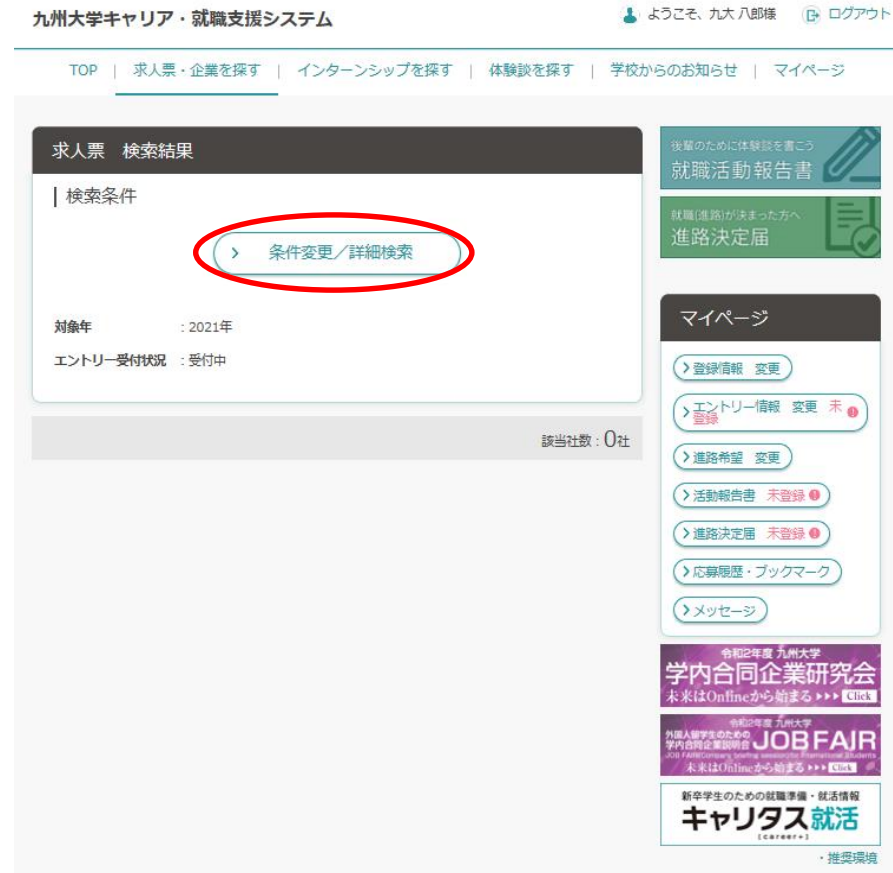 九州大学キャリア・就職支援システム
ようこそ、九大 八郎様 ログアウト
TOP | 求人票・企業を探す | インターンシップを探す | 体験談を探す | 学校からのお知らせ | マイページ
求人票 検索結果
検索条件
条件変更／詳細検索
対象年 : 2021年
エントリー受付状況 : 受付中
該当社数 : 0社
後輩のために体験談を書こう
就職活動報告書
就職(進路)が決まった方へ
進路決定届
マイページ
登録情報 変更
エントリー情報 変更 未
登録
進路希望 変更
活動報告書 未登録
進路決定届 未登録
応募履歴・ブックマーク
メッセージ
令和2年度 九州大学
学内合同企業研究会
未来はOnlineから始まる Click
令和2年度 九州大学
外国人留学生のための
学内合同企業説明会 JOB FAIR
JOB FAIR(Company briefing session) for International Students
未来はOnlineから始まる Click
新卒学生のための就職準備・就活情報
キャリタス就活
[career+]
・推奨環境